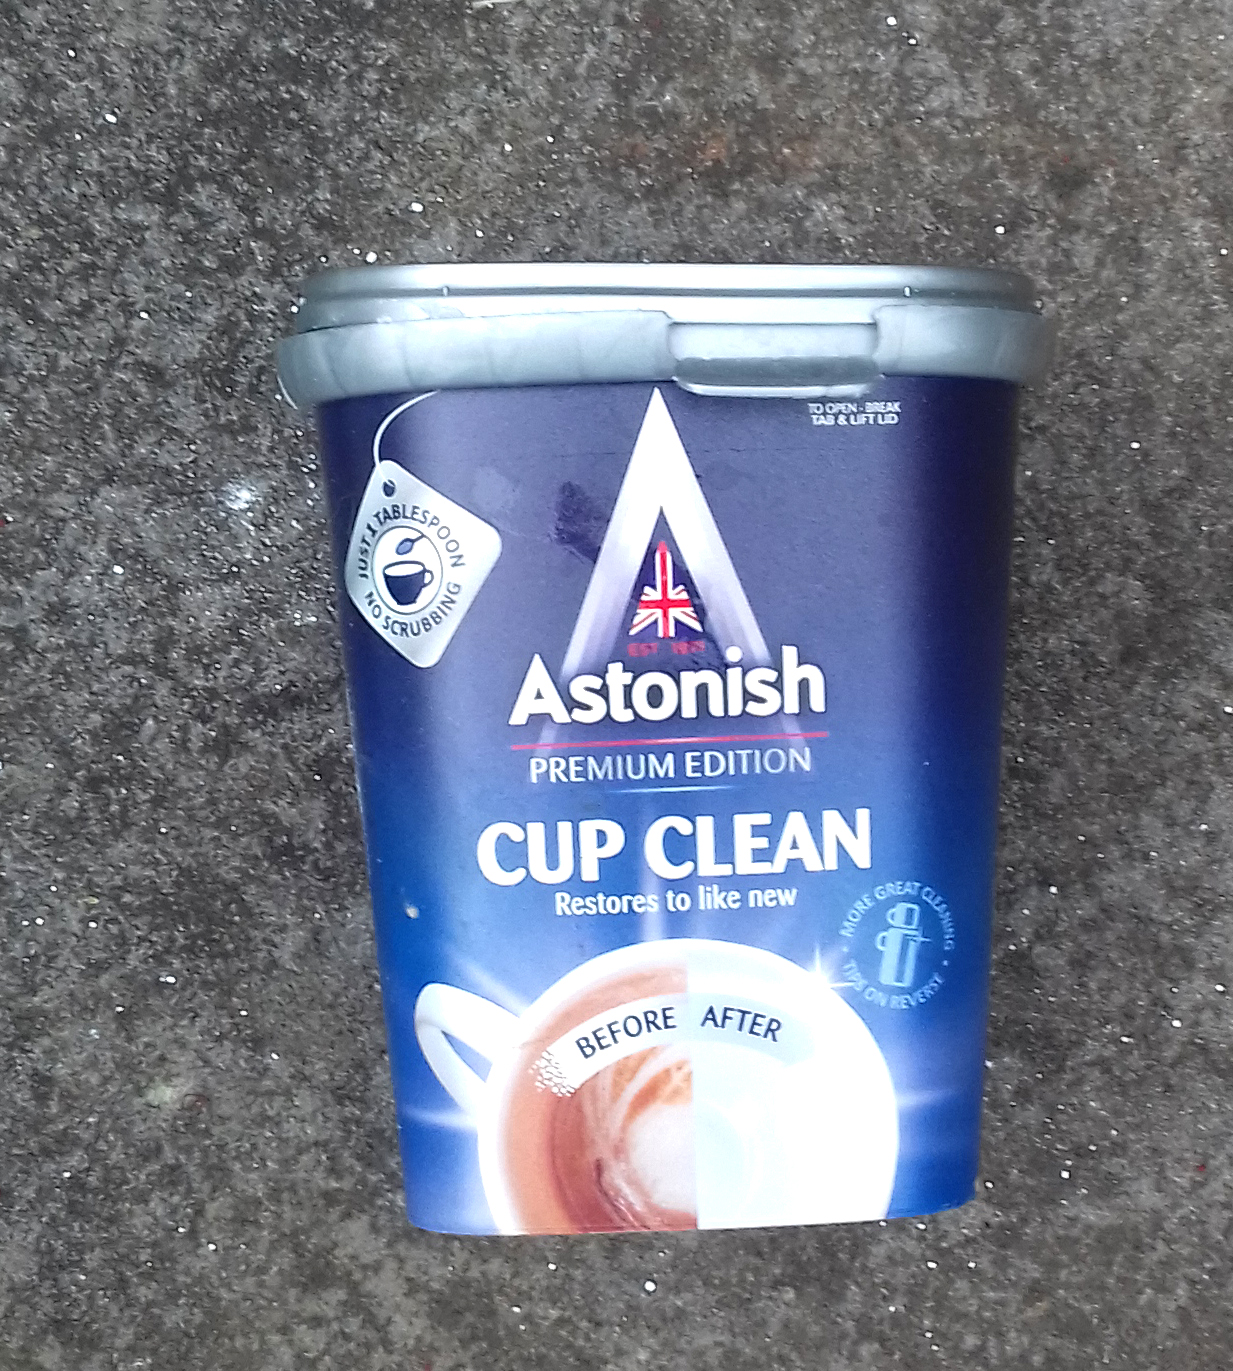 TO OPEN - BREAK
TAB & LIFT LID
JUST 1 TABLESPOON
NO SCRUBBING
EST
Astonish
PREMIUM EDITION
CUP CLEAN
Restores to like new
MORE GREAT CLEANING
TIPS ON REVERSE
BEFORE AFTER